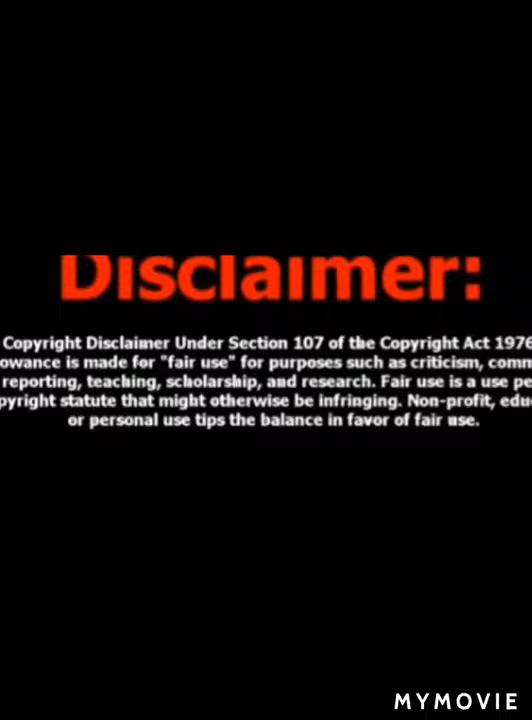 Disclaimer:
Copyright Disclaimer Under Section 107 of the Copyright Act 1976
owance is made for "fair use" for purposes such as criticism, comm
reporting, teaching, scholarship, and research. Fair use is a use pe
pyright statute that might otherwise be infringing. Non-profit, educ
or personal use tips the balance in favor of fair use.
MYMOVIE